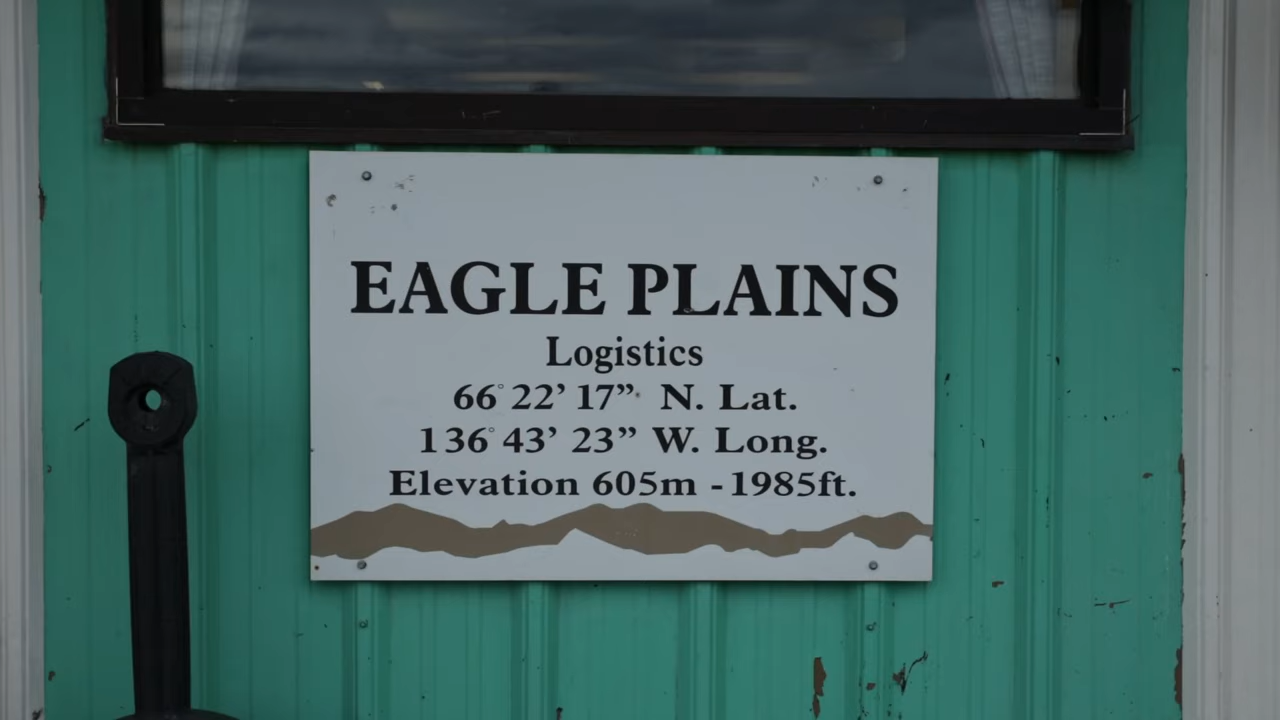 EAGLE PLAINS
Logistics
66° 22’ 17” N. Lat.
136° 43’ 23” W. Long.
Elevation 605m - 1985ft.